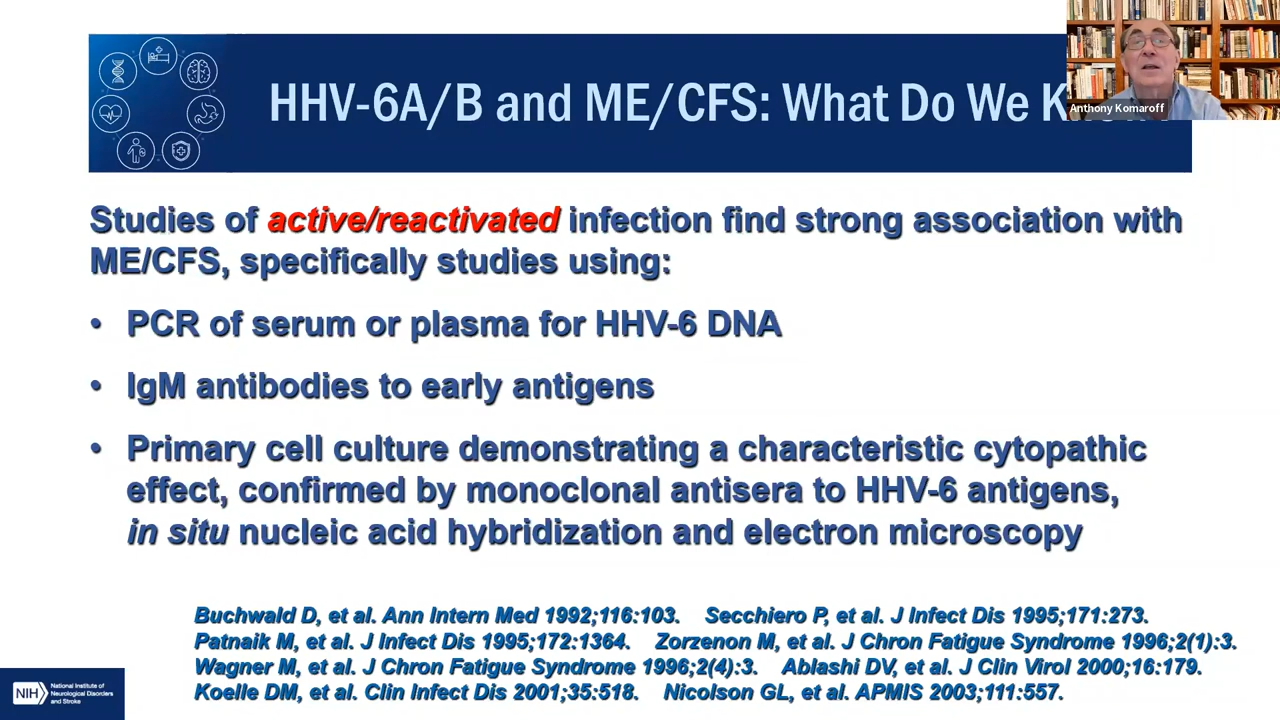 HHV-6A/B and ME/CFS: What Do We
Anthony Komaroff
Studies of active/reactivated infection find strong association with
ME/CFS, specifically studies using:
• PCR of serum or plasma for HHV-6 DNA
• IgM antibodies to early antigens
• Primary cell culture demonstrating a characteristic cytopathic
effect, confirmed by monoclonal antisera to HHV-6 antigens,
in situ nucleic acid hybridization and electron microscopy
Buchwald D, et al. Ann Intern Med 1992;116:103. Secchiero P, et al. J Infect Dis 1995;171:273.
Patnaik M, et al. J Infect Dis 1995;172:1364. Zorzenon M, et al. J Chron Fatigue Syndrome 1996;2(1):3.
Wagner M, et al. J Chron Fatigue Syndrome 1996;2(4):3. Ablashi DV, et al. J Clin Virol 2000;16:179.
Koelle DM, et al. Clin Infect Dis 2001;35:518. Nicolson GL, et al. APMIS 2003;111:557.
NIH
National Institute of
Neurological Disorders
and Stroke